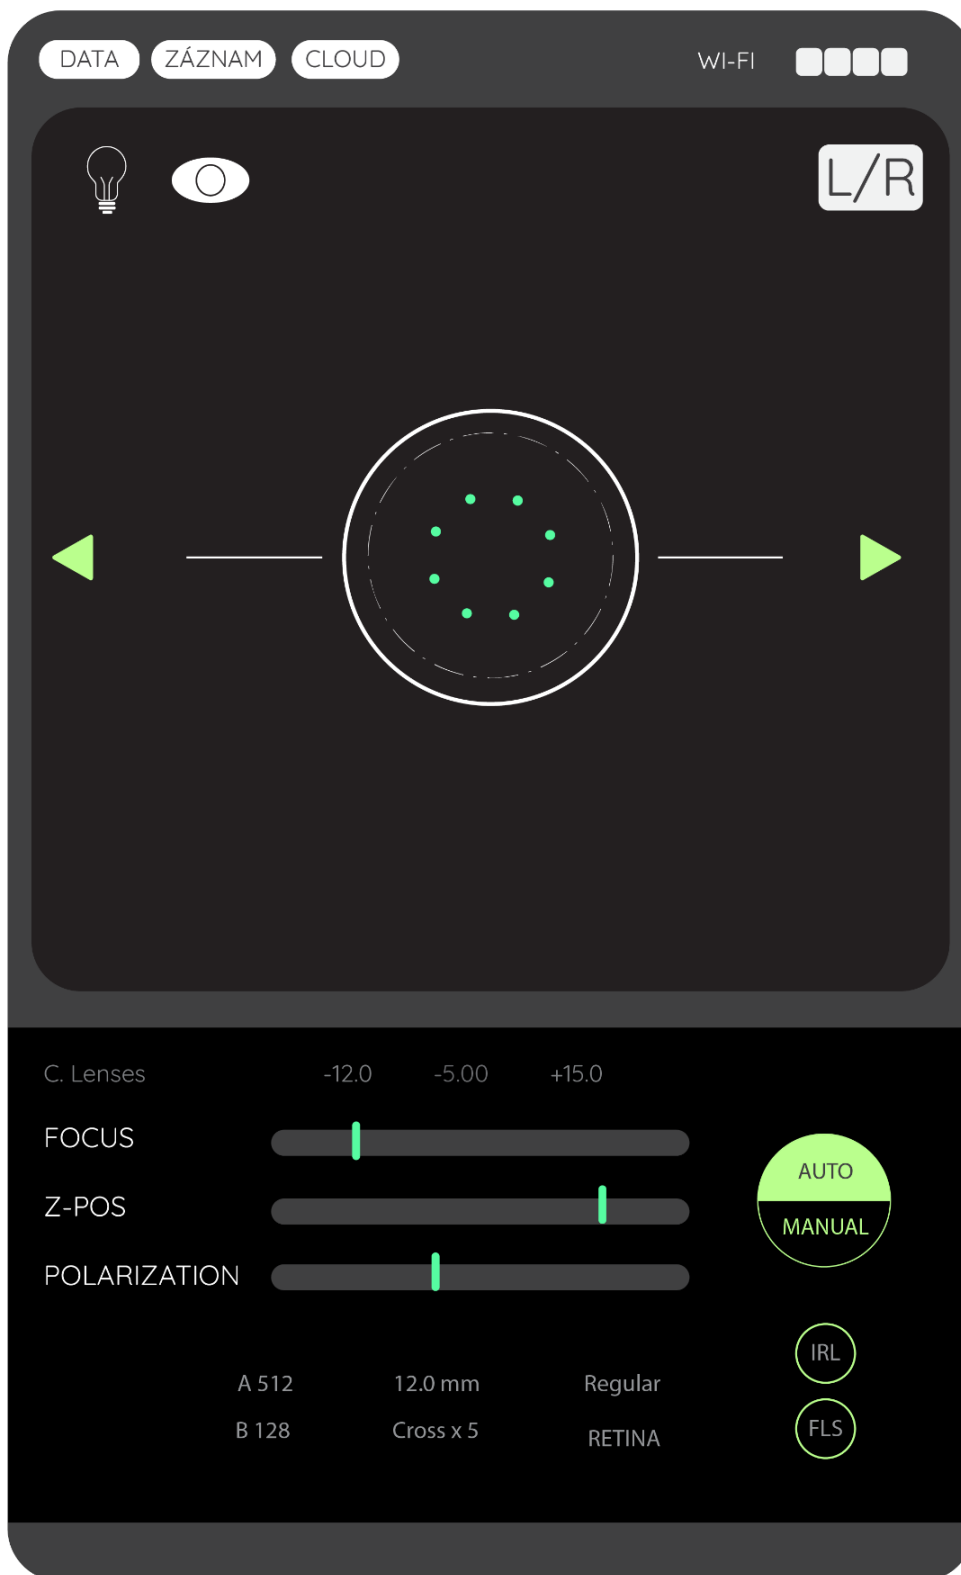 DATA ZÁZNAM CLOUD WI-FI
L/R
C. Lenses -12.0 -5.00 +15.0
FOCUS
Z-POS
POLARIZATION
AUTO
MANUAL
IRL
FLS
A 512 12.0 mm Regular
B 128 Cross x 5 RETINA